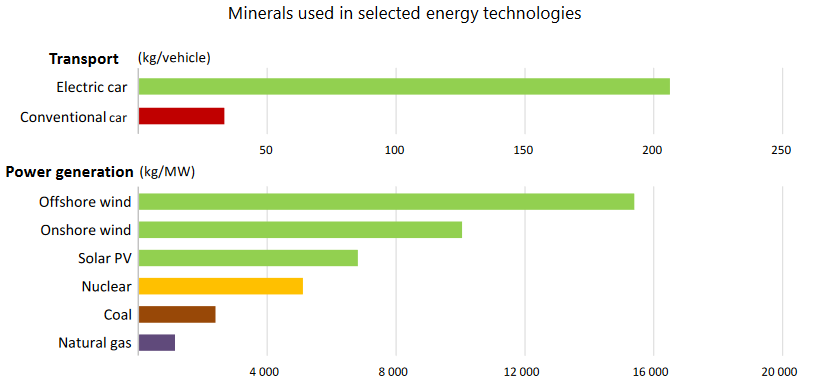 Minerals used in selected energy technologies
Transport (kg/vehicle)
Electric car
Conventional car
50 100 150 200 250
Power generation (kg/MW)
Offshore wind
Onshore wind
Solar PV
Nuclear
Coal
Natural gas
4 000 8 000 12 000 16 000 20 000